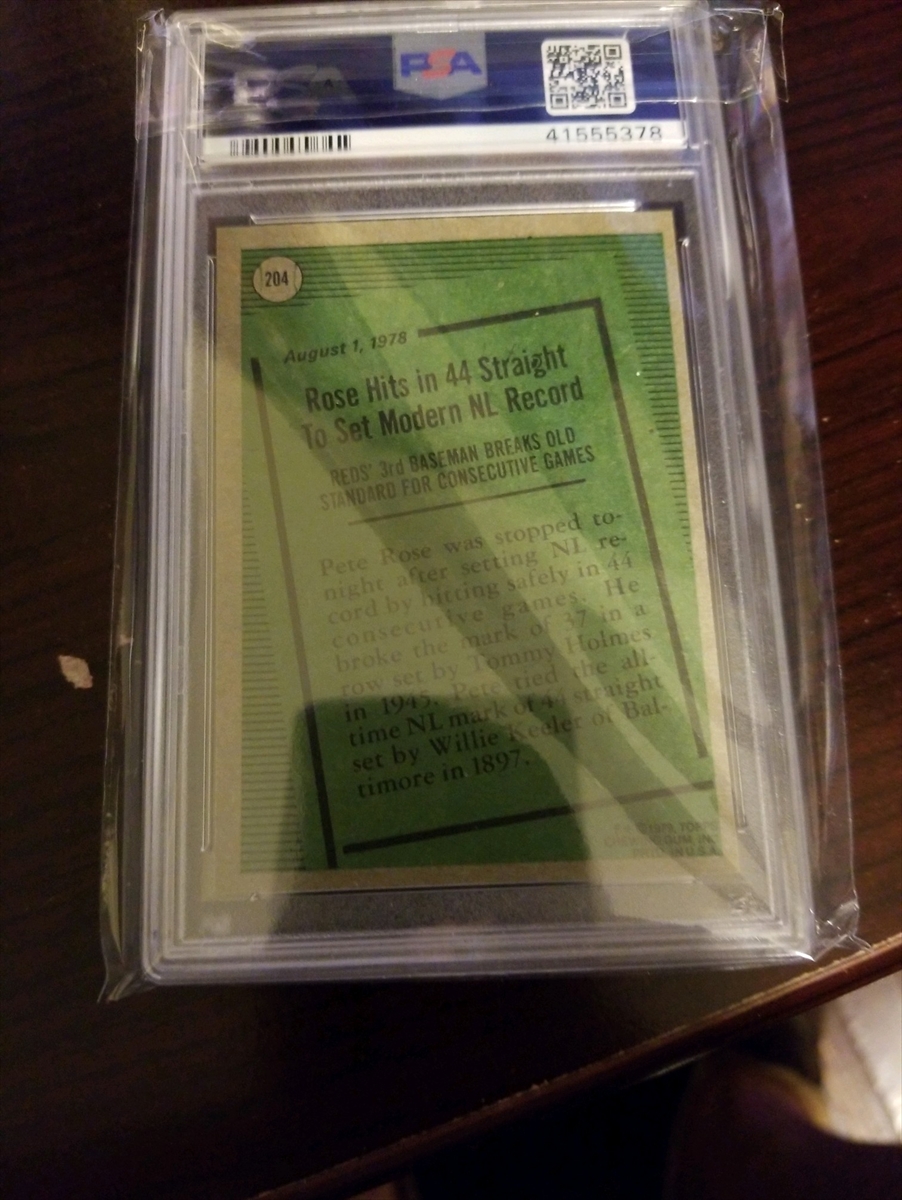 PSA
41555378
204
August 1, 1978
Rose Hits in 44 Straight
To Set Modern NL Record
REDS' 3rd BASEMAN BREAKS OLD
STANDARD FOR CONSECUTIVE GAMES
Pete Rose was stopped to-
night after setting NL re-
cord by hitting safely in 44
consecutive games. He
broke the mark of 37 in a
row set by Tommy Holmes
in 1945. Pete tied the all-
time NL mark of 44 straight
set by Willie Keeler of Bal-
timore in 1897.
U.S.A.